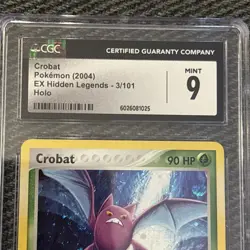 CGC
CERTIFIED GUARANTY COMPANY
Crobat
Pokémon (2004)
EX Hidden Legends - 3/101
Holo
MINT
9
6026081025
Crobat
90 HP